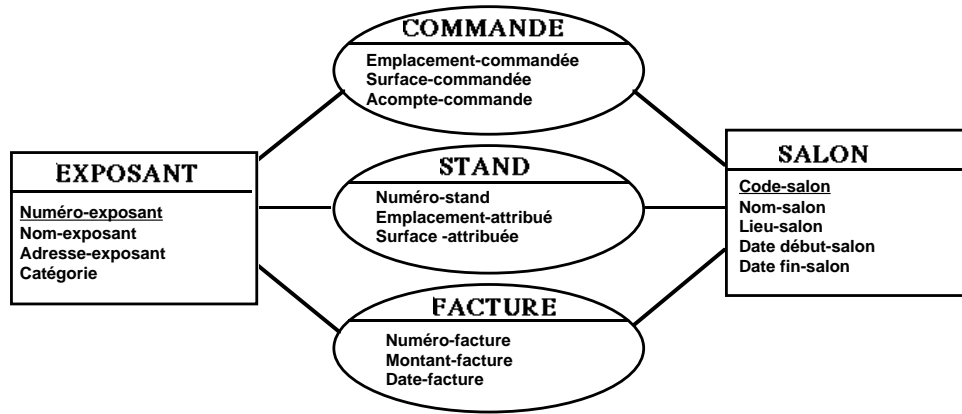 COMMANDE
Emplacement-commandée
Surface-commandée
Acompte-commande
EXPOSANT
Numéro-exposant
Nom-exposant
Adresse-exposant
Catégorie
STAND
Numéro-stand
Emplacement-attribué
Surface -attribuée
SALON
Code-salon
Nom-salon
Lieu-salon
Date début-salon
Date fin-salon
FACTURE
Numéro-facture
Montant-facture
Date-facture